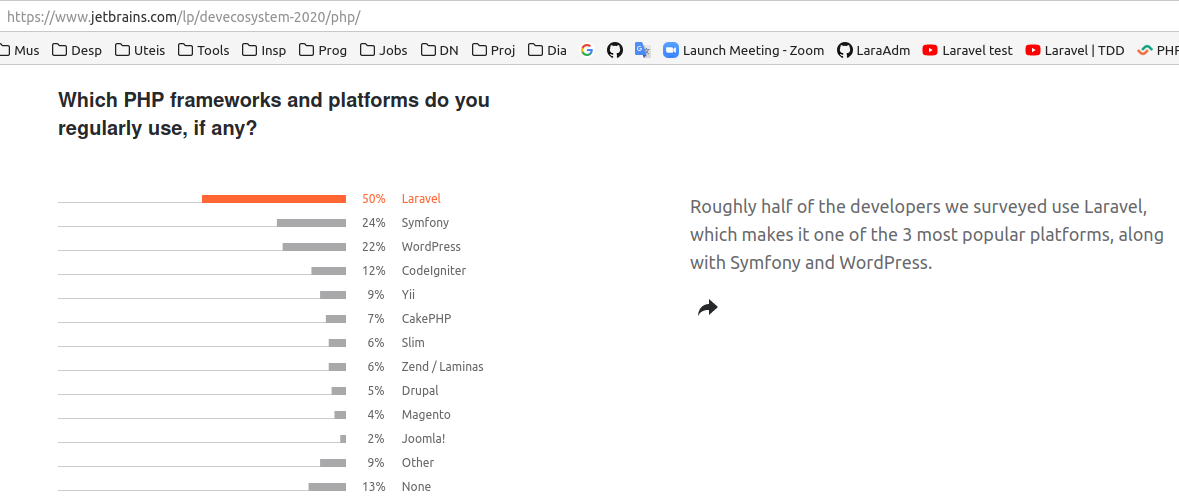 https://www.jetbrains.com/lp/devecosystem-2020/php/
Mus Desp Uteis Tools Insp Prog Jobs DN Proj Dia Launch Meeting - Zoom LaraAdm Laravel test Laravel | TDD PHP
Which PHP frameworks and platforms do you
regularly use, if any?
50% Laravel
24% Symfony
22% WordPress
12% CodeIgniter
9% Yii
7% CakePHP
6% Slim
6% Zend / Laminas
5% Drupal
4% Magento
2% Joomla!
9% Other
13% None
Roughly half of the developers we surveyed use Laravel,
which makes it one of the 3 most popular platforms, along
with Symfony and WordPress.